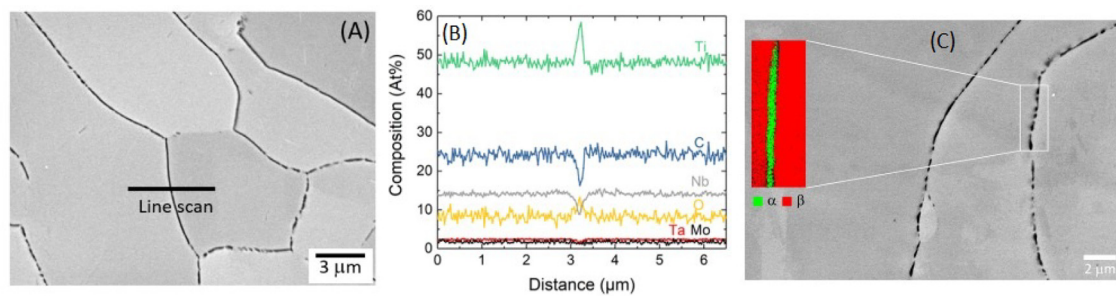 (A)
Line scan
3 μm
(B)
Composition (At%)
60
50
40
30
20
10
0
Ti
C
Nb
O
Ta Mo
0 1 2 3 4 5 6
Distance (μm)
(C)
α β
2 μm